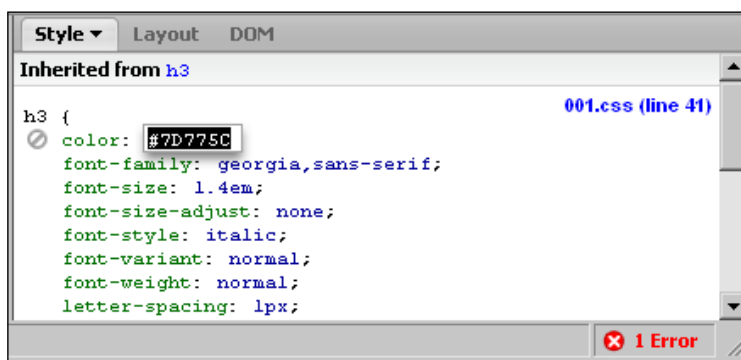 Style Layout DOM
Inherited from h3
001.css (line 41)
h3 {
color: #7D775C
font-family: georgia,sans-serif;
font-size: 1.4em;
font-size-adjust: none;
font-style: italic;
font-variant: normal;
font-weight: normal;
letter-spacing: 1px;
1 Error